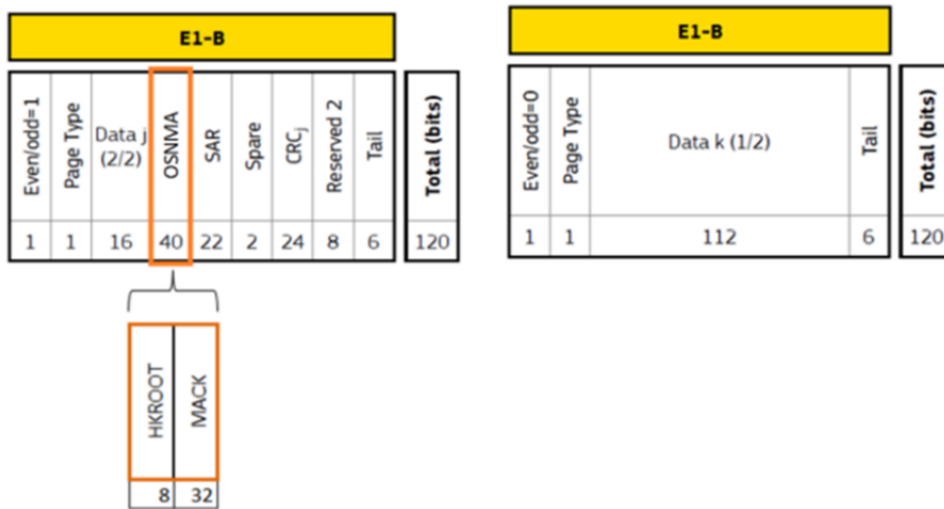 E1-B
Even/odd=1
Page Type
Data j
(2/2)
OSNMA
SAR
Spare
CRCj
Reserved 2
Tail
Total (bits)
1 1 16 40 22 2 24 8 6 120
HKROOT
MACK
8 32
E1-B
Even/odd=0
Page Type
Data k (1/2)
Tail
Total (bits)
1 1 112 6 120